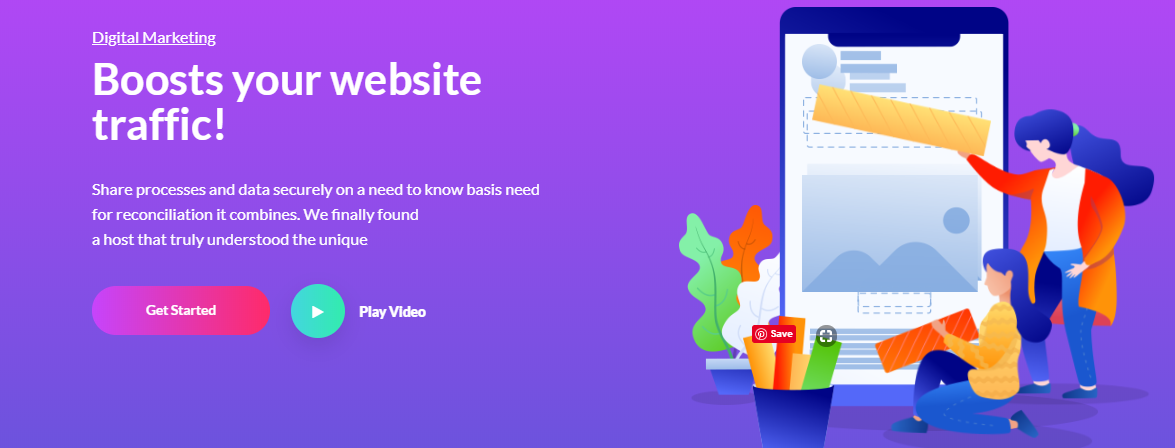 Digital Marketing
Boosts your website
traffic!
Share processes and data securely on a need to know basis need
for reconciliation it combines. We finally found
a host that truly understood the unique
Get Started
Play Video
Save